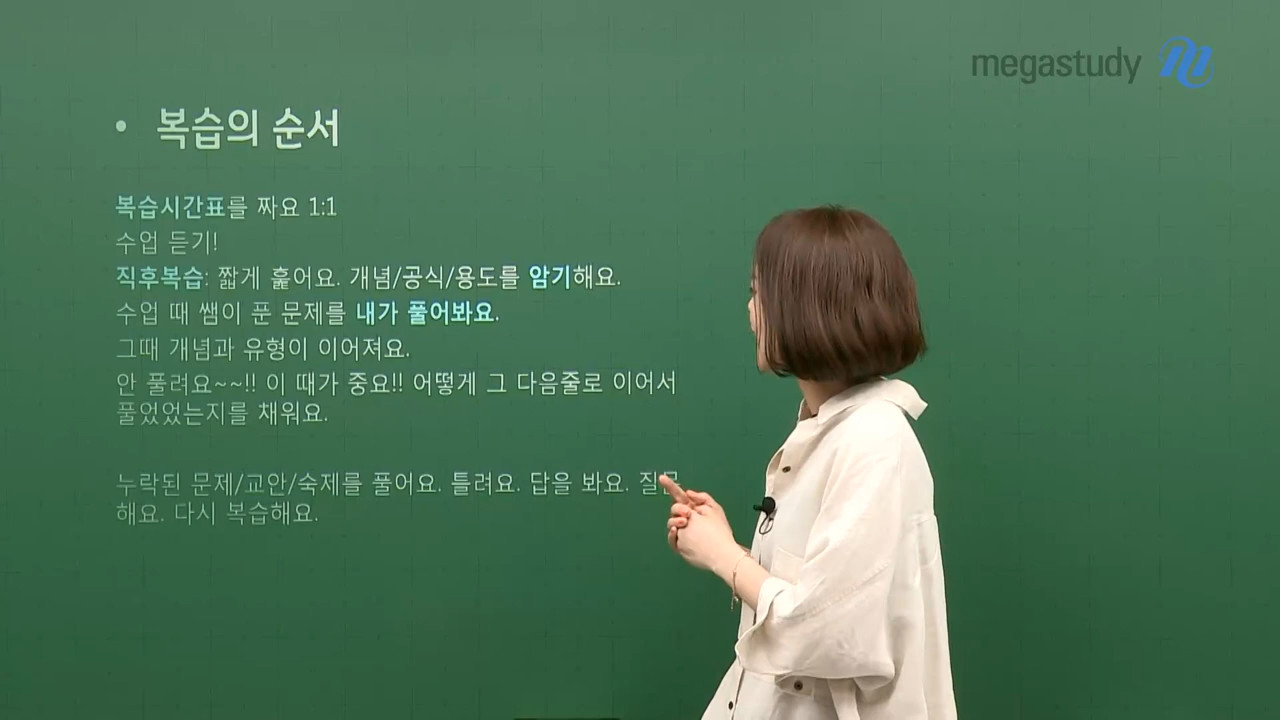 megastudy
• 복습의 순서
복습시간표를 짜요 1:1
수업 듣기!
직후복습: 짧게 훑어요. 개념/공식/용도를 암기해요.
수업 때 쌤이 푼 문제를 내가 풀어봐요.
그때 개념과 유형이 이어져요.
안 풀려요~~!! 이 때가 중요!! 어떻게 그 다음줄로 이어서
풀었었는지를 채워요.
누락된 문제/교안/숙제를 풀어요. 틀려요. 답을 봐요. 질문
해요. 다시 복습해요.